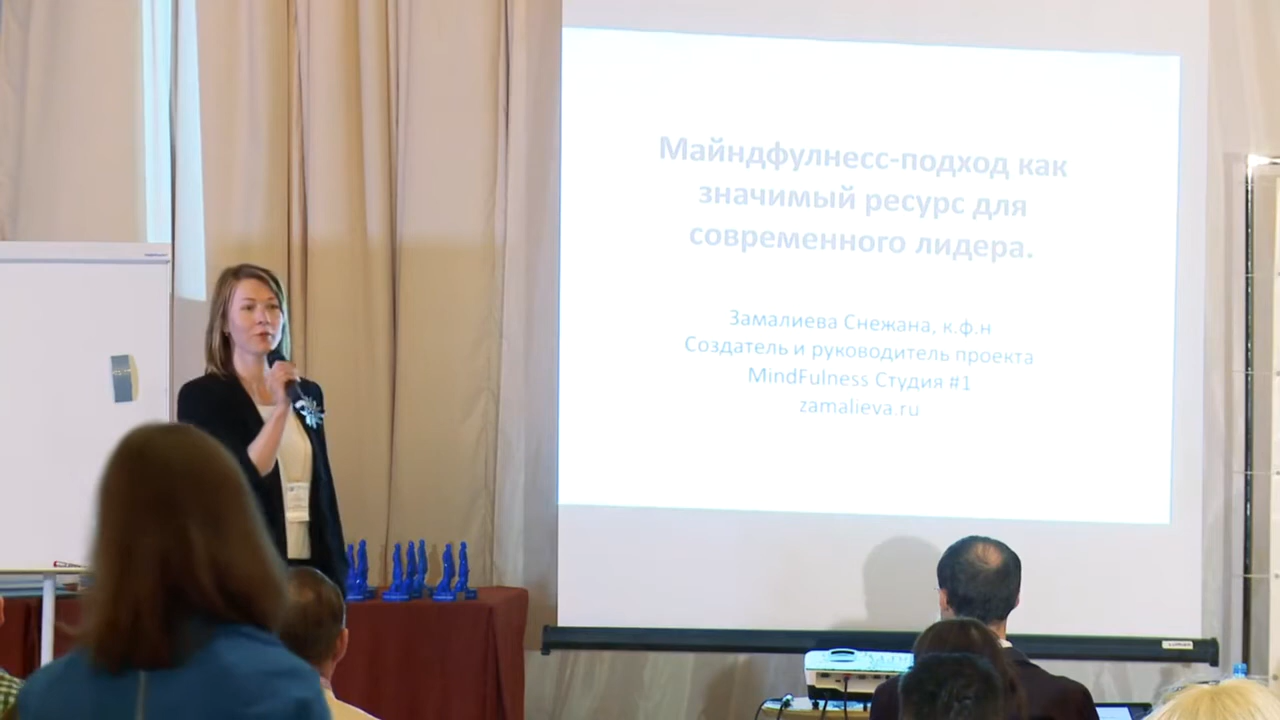 Майндфулнесс-подход как
значимый ресурс для
современного лидера.
Замалиева Снежана, к.ф.н
Создатель и руководитель проекта
MindFulness Студия #1
zamalieva.ru